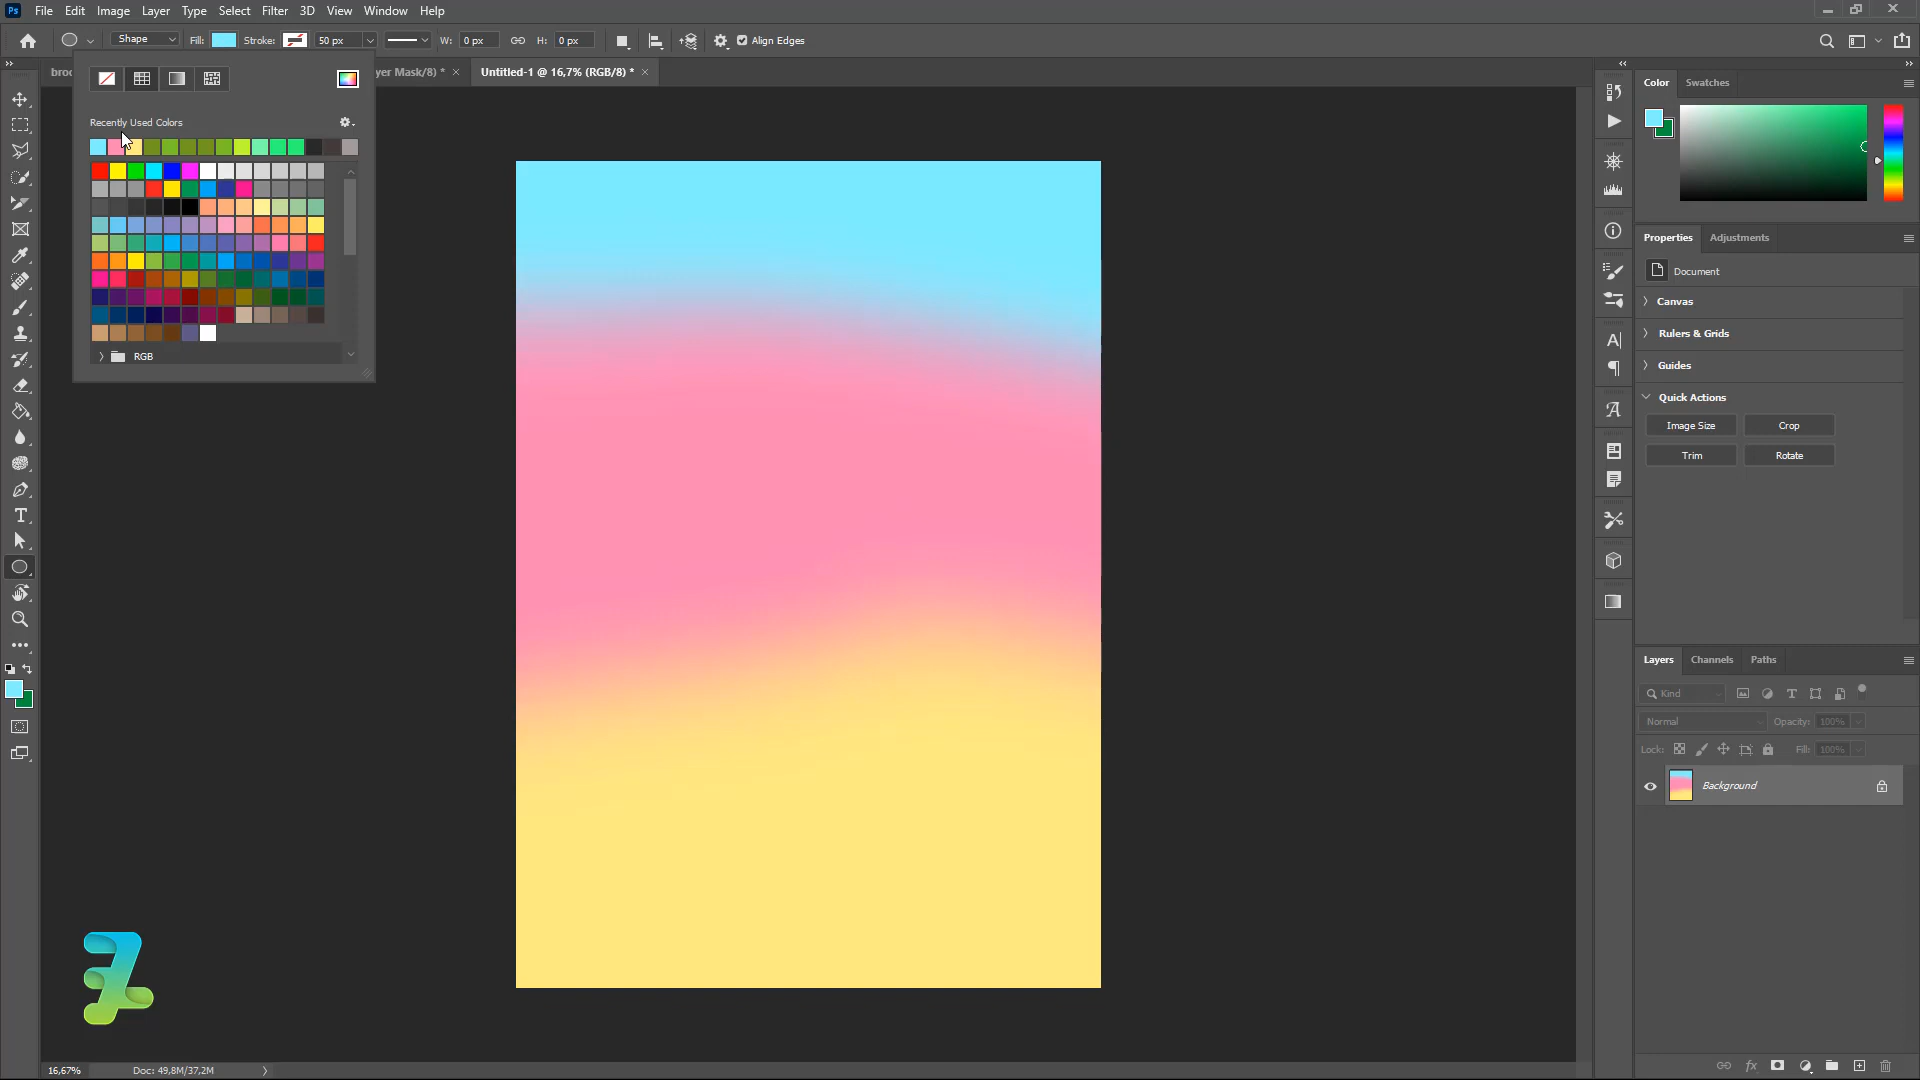 Ps File Edit Image Layer Type Select Filter 3D View Window Help
Shape Fill: Stroke: 50 px W: 0 px H: 0 px Align Edges
yer Mask/8) * Untitled-1 @ 16,7% (RGB/8) *
Recently Used Colors
RGB
Color Swatches
Properties Adjustments
Document
Canvas
Rulers & Grids
Guides
Quick Actions
Image Size Crop
Trim Rotate
Layers Channels Paths
Kind
Normal Opacity: 100%
Lock: Fill: 100%
Background
16,67% Doc: 49,8M/37,2M